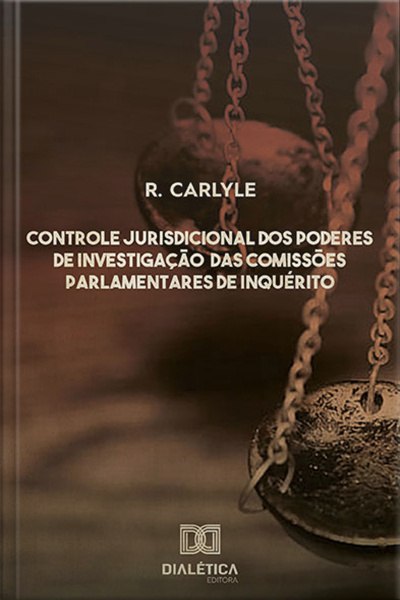 R. CARLYLE
CONTROLE JURISDICIONAL DOS PODERES
DE INVESTIGAÇÃO DAS COMISSÕES
PARLAMENTARES DE INQUÉRITO
DIALÉTICA
EDITORA